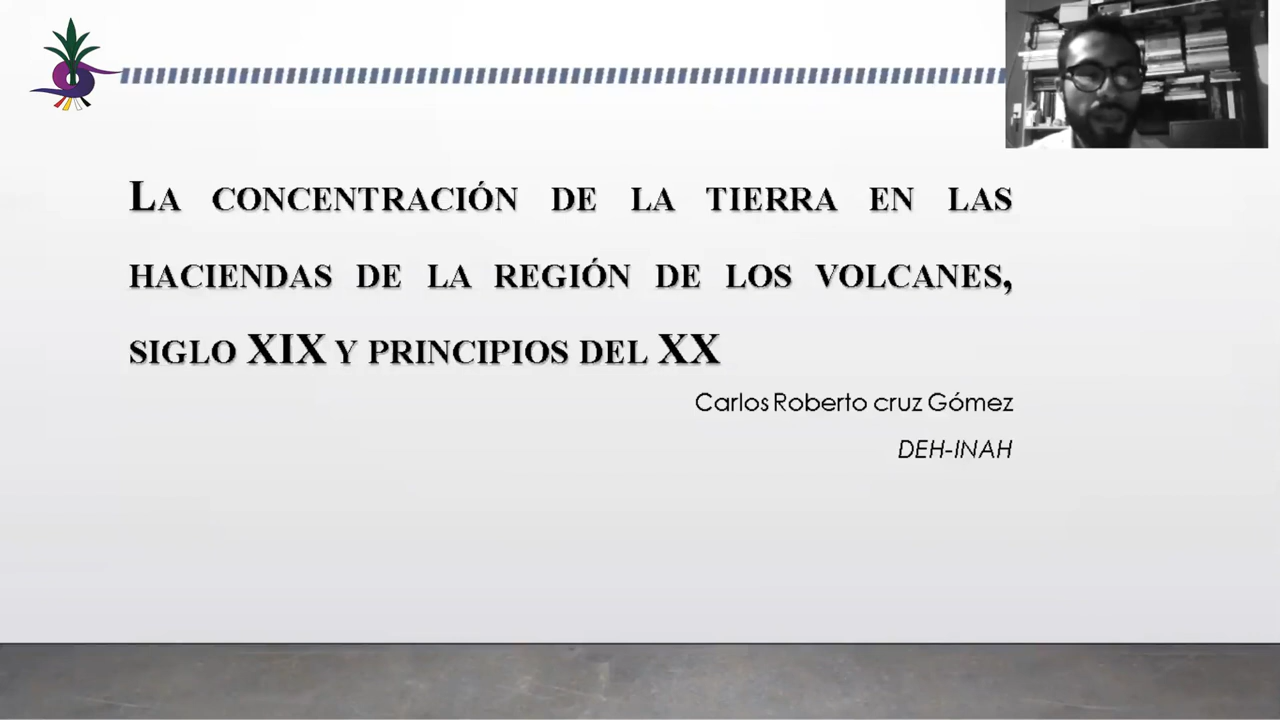 La concentración de la tierra en las
haciendas de la región de los volcanes,
siglo XIX y principios del XX
Carlos Roberto cruz Gómez
DEH-INAH